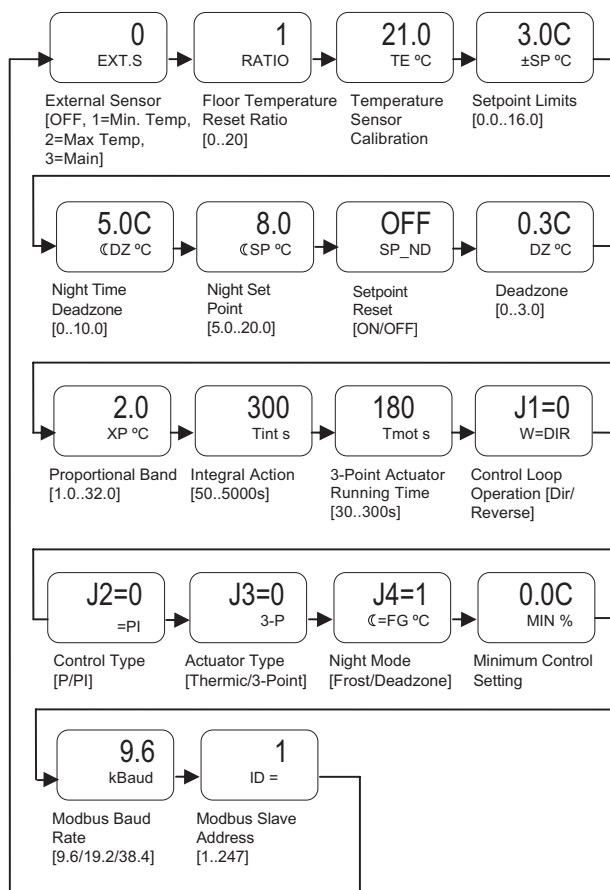 0
EXT.S
External Sensor
[OFF, 1=Min. Temp,
2=Max Temp,
3=Main]
1
RATIO
Floor Temperature
Reset Ratio
[0..20]
21.0
TE ºC
Temperature
Sensor
Calibration
3.0C
±SP ºC
Setpoint Limits
[0.0..16.0]
5.0C
☾DZ ºC
Night Time
Deadzone
[0..10.0]
8.0
☾SP ºC
Night Set
Point
[5.0..20.0]
OFF
SP_ND
Setpoint
Reset
[ON/OFF]
0.3C
DZ ºC
Deadzone
[0..3.0]
2.0
XP ºC
Proportional Band
[1.0..32.0]
300
Tint s
Integral Action
[50..5000s]
180
Tmot s
3-Point Actuator
Running Time
[30..300s]
J1=0
W=DIR
Control Loop
Operation [Dir/
Reverse]
J2=0
=PI
Control Type
[P/PI]
J3=0
3-P
Actuator Type
[Thermic/3-Point]
J4=1
☾=FG ºC
Night Mode
[Frost/Deadzone]
0.0C
MIN %
Minimum Control
Setting
9.6
kBaud
Modbus Baud
Rate
[9.6/19.2/38.4]
1
ID =
Modbus Slave
Address
[1..247]